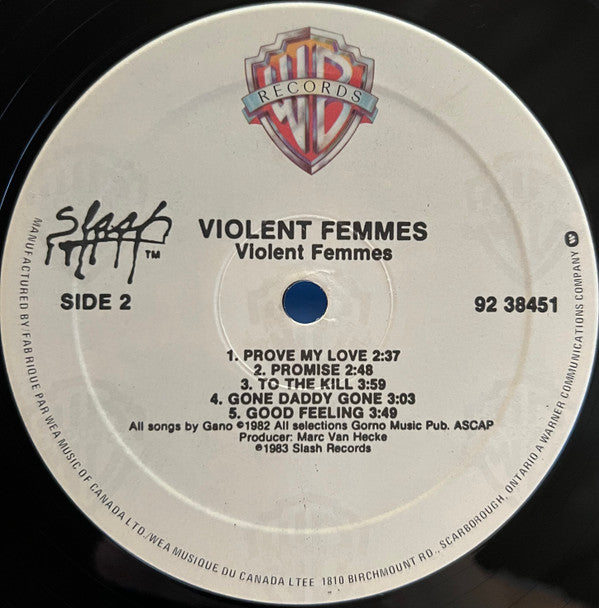 WB
RECORDS
slash
TM
VIOLENT FEMMES
Violent Femmes
SIDE 2
92 38451
1. PROVE MY LOVE 2:37
2. PROMISE 2:48
3. TO THE KILL 3:59
4. GONE DADDY GONE 3:03
5. GOOD FEELING 3:49
All songs by Gano ©1982 All selections Gorno Music Pub. ASCAP
Producer: Marc Van Hecke
℗1983 Slash Records
MANUFACTURED BY/FABRIQUE PAR WEA MUSIC OF CANADA LTD./WEA MUSIQUE DU CANADA LTEE 1810 BIRCHMOUNT RD., SCARBOROUGH, ONTARIO A WARNER COMMUNICATIONS COMPANY